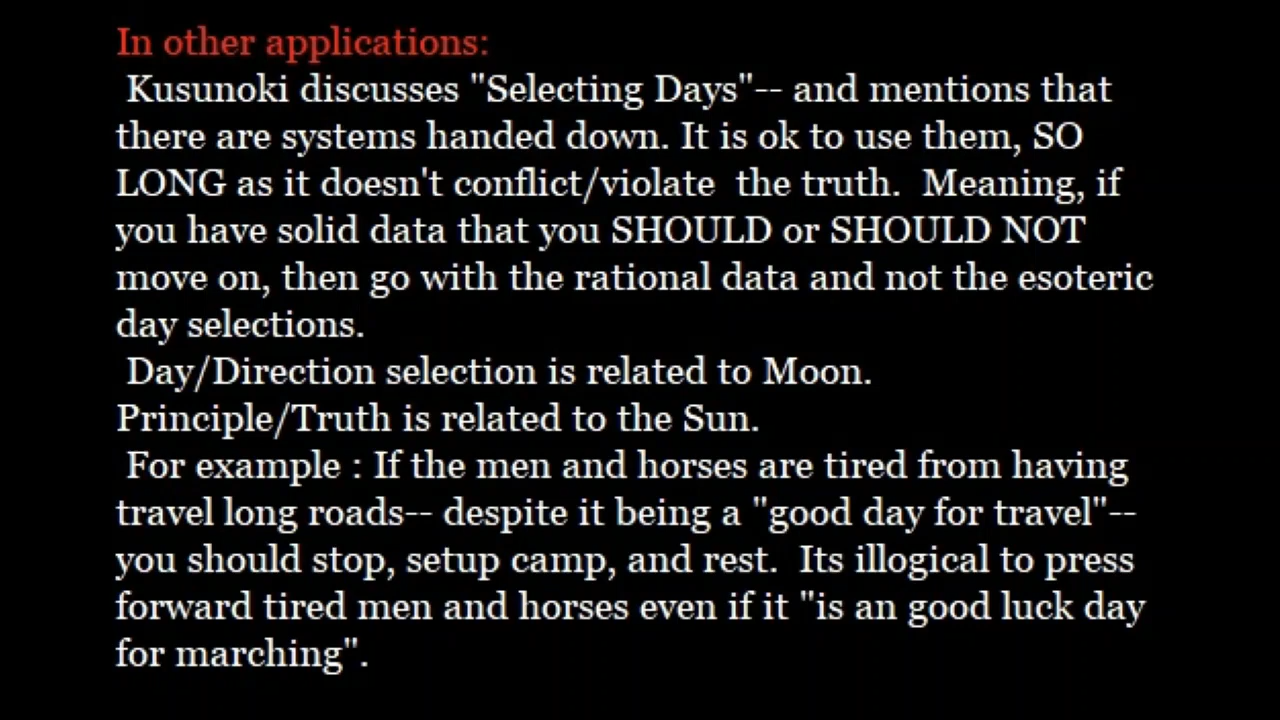 In other applications:
Kusunoki discusses "Selecting Days"-- and mentions that
there are systems handed down. It is ok to use them, SO
LONG as it doesn't conflict/violate  the truth.  Meaning, if
you have solid data that you SHOULD or SHOULD NOT
move on, then go with the rational data and not the esoteric
day selections.
Day/Direction selection is related to Moon.
Principle/Truth is related to the Sun.
For example : If the men and horses are tired from having
travel long roads-- despite it being a "good day for travel"--
you should stop, setup camp, and rest.  Its illogical to press
forward tired men and horses even if it "is an good luck day
for marching".